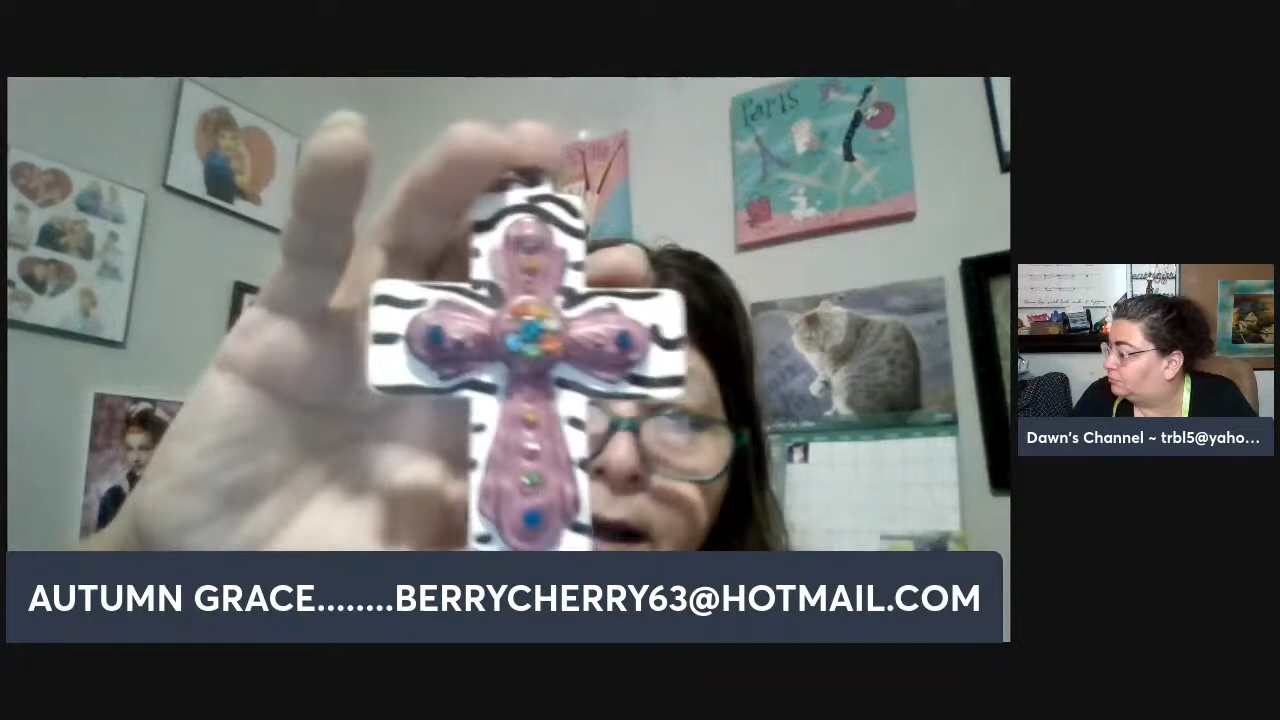 Paris
AUTUMN GRACE........BERRYCHERRY63@HOTMAIL.COM
Dawn's Channel ~ trbl5@yaho...